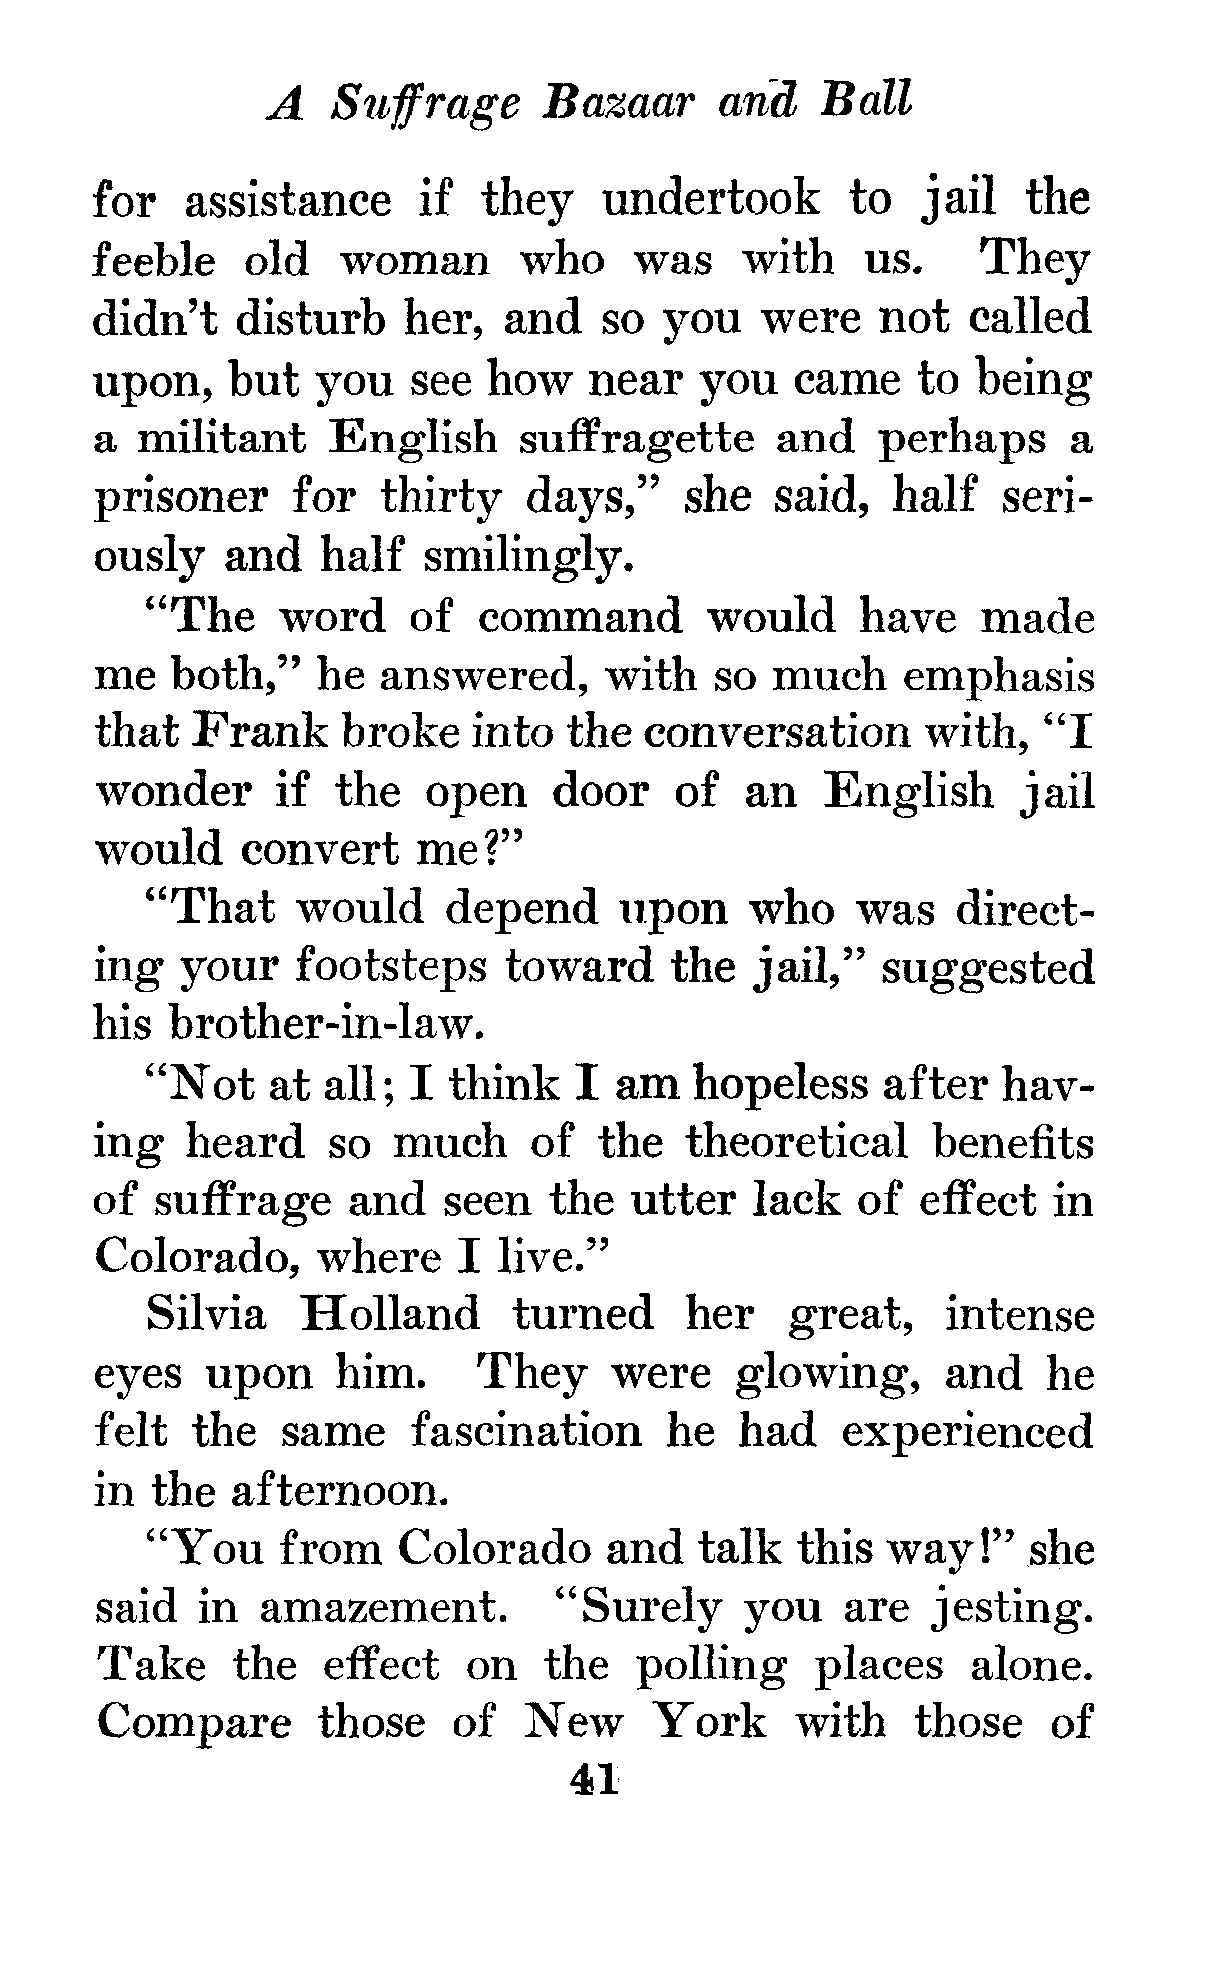 A Suffrage Bazaar and Ball
for assistance if they undertook to jail the
feeble old woman who was with us. They
didn't disturb her, and so you were not called
upon, but you see how near you came to being
a militant English suffragette and perhaps a
prisoner for thirty days," she said, half seri-
ously and half smilingly.
"The word of command would have made
me both," he answered, with so much emphasis
that Frank broke into the conversation with, "I
wonder if the open door of an English jail
would convert me?"
"That would depend upon who was direct-
ing your footsteps toward the jail," suggested
his brother-in-law.
"Not at all; I think I am hopeless after hav-
ing heard so much of the theoretical benefits
of suffrage and seen the utter lack of effect in
Colorado, where I live."
Silvia Holland turned her great, intense
eyes upon him. They were glowing, and he
felt the same fascination he had experienced
in the afternoon.
"You from Colorado and talk this way!" she
said in amazement. "Surely you are jesting.
Take the effect on the polling places alone.
Compare those of New York with those of
41